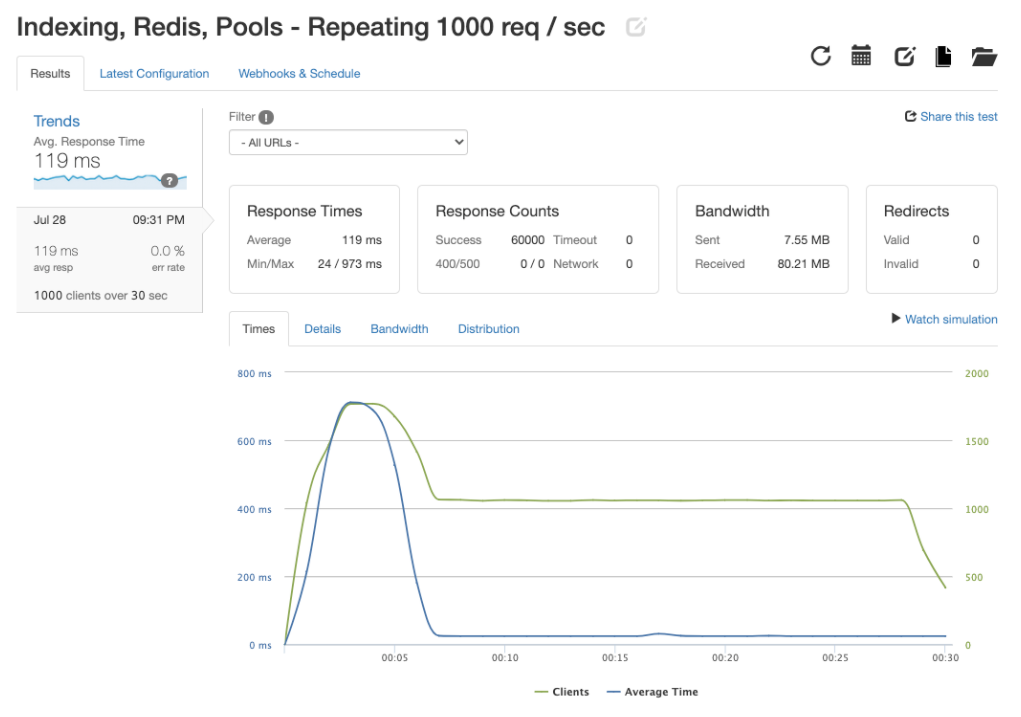 Indexing, Redis, Pools - Repeating 1000 req / sec
Results Latest Configuration Webhooks & Schedule
Trends
Avg. Response Time
119 ms
?
Jul 28 09:31 PM
119 ms 0.0 %
avg resp err rate
1000 clients over 30 sec
Filter !
- All URLs -
Share this test
Response Times
Average 119 ms
Min/Max 24 / 973 ms
Response Counts
Success 60000 Timeout 0
400/500 0 / 0 Network 0
Bandwidth
Sent 7.55 MB
Received 80.21 MB
Redirects
Valid 0
Invalid 0
Times Details Bandwidth Distribution
Watch simulation
800 ms 2000
600 ms 1500
400 ms 1000
200 ms 500
0 ms 0
00:05 00:10 00:15 00:20 00:25 00:30
Clients Average Time